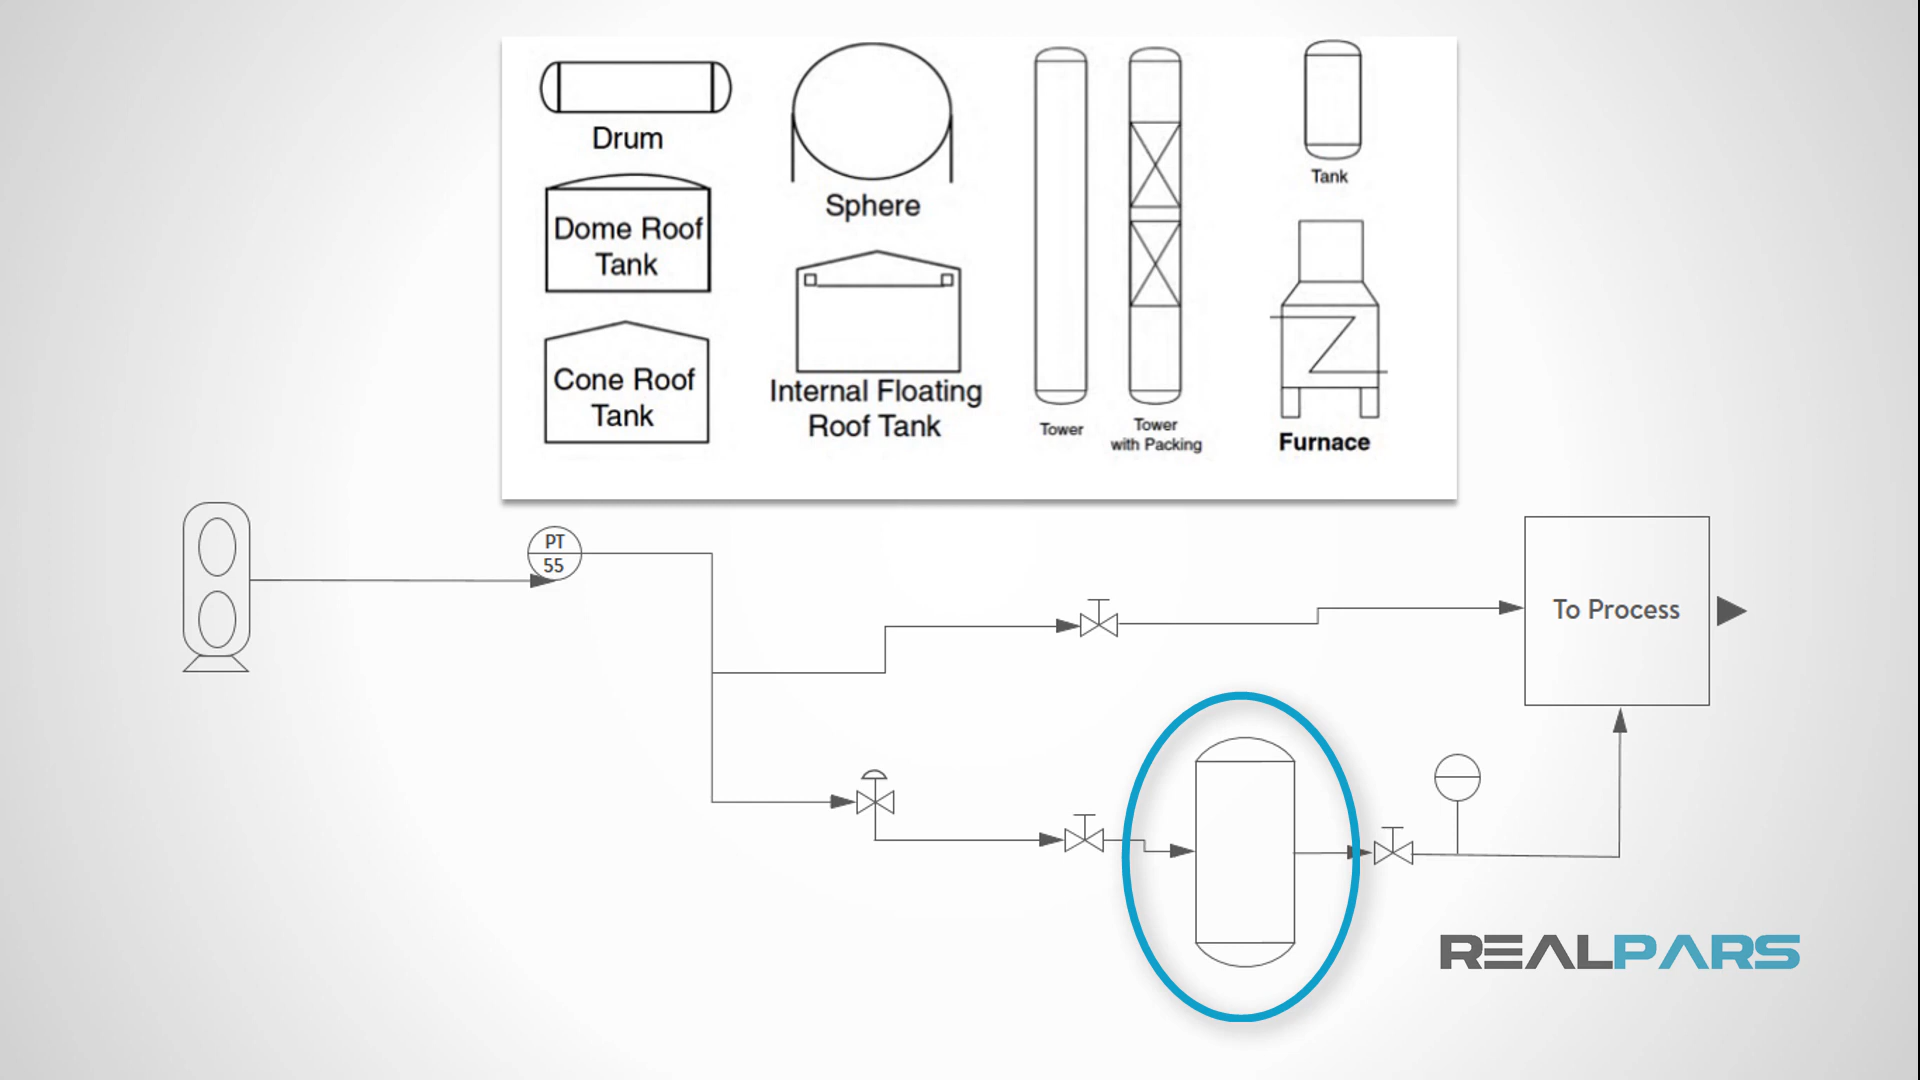 Drum
Dome Roof
Tank
Cone Roof
Tank
Sphere
Internal Floating
Roof Tank
Tower
Tower
with Packing
Tank
Furnace
PT
55
To Process
REALPARS